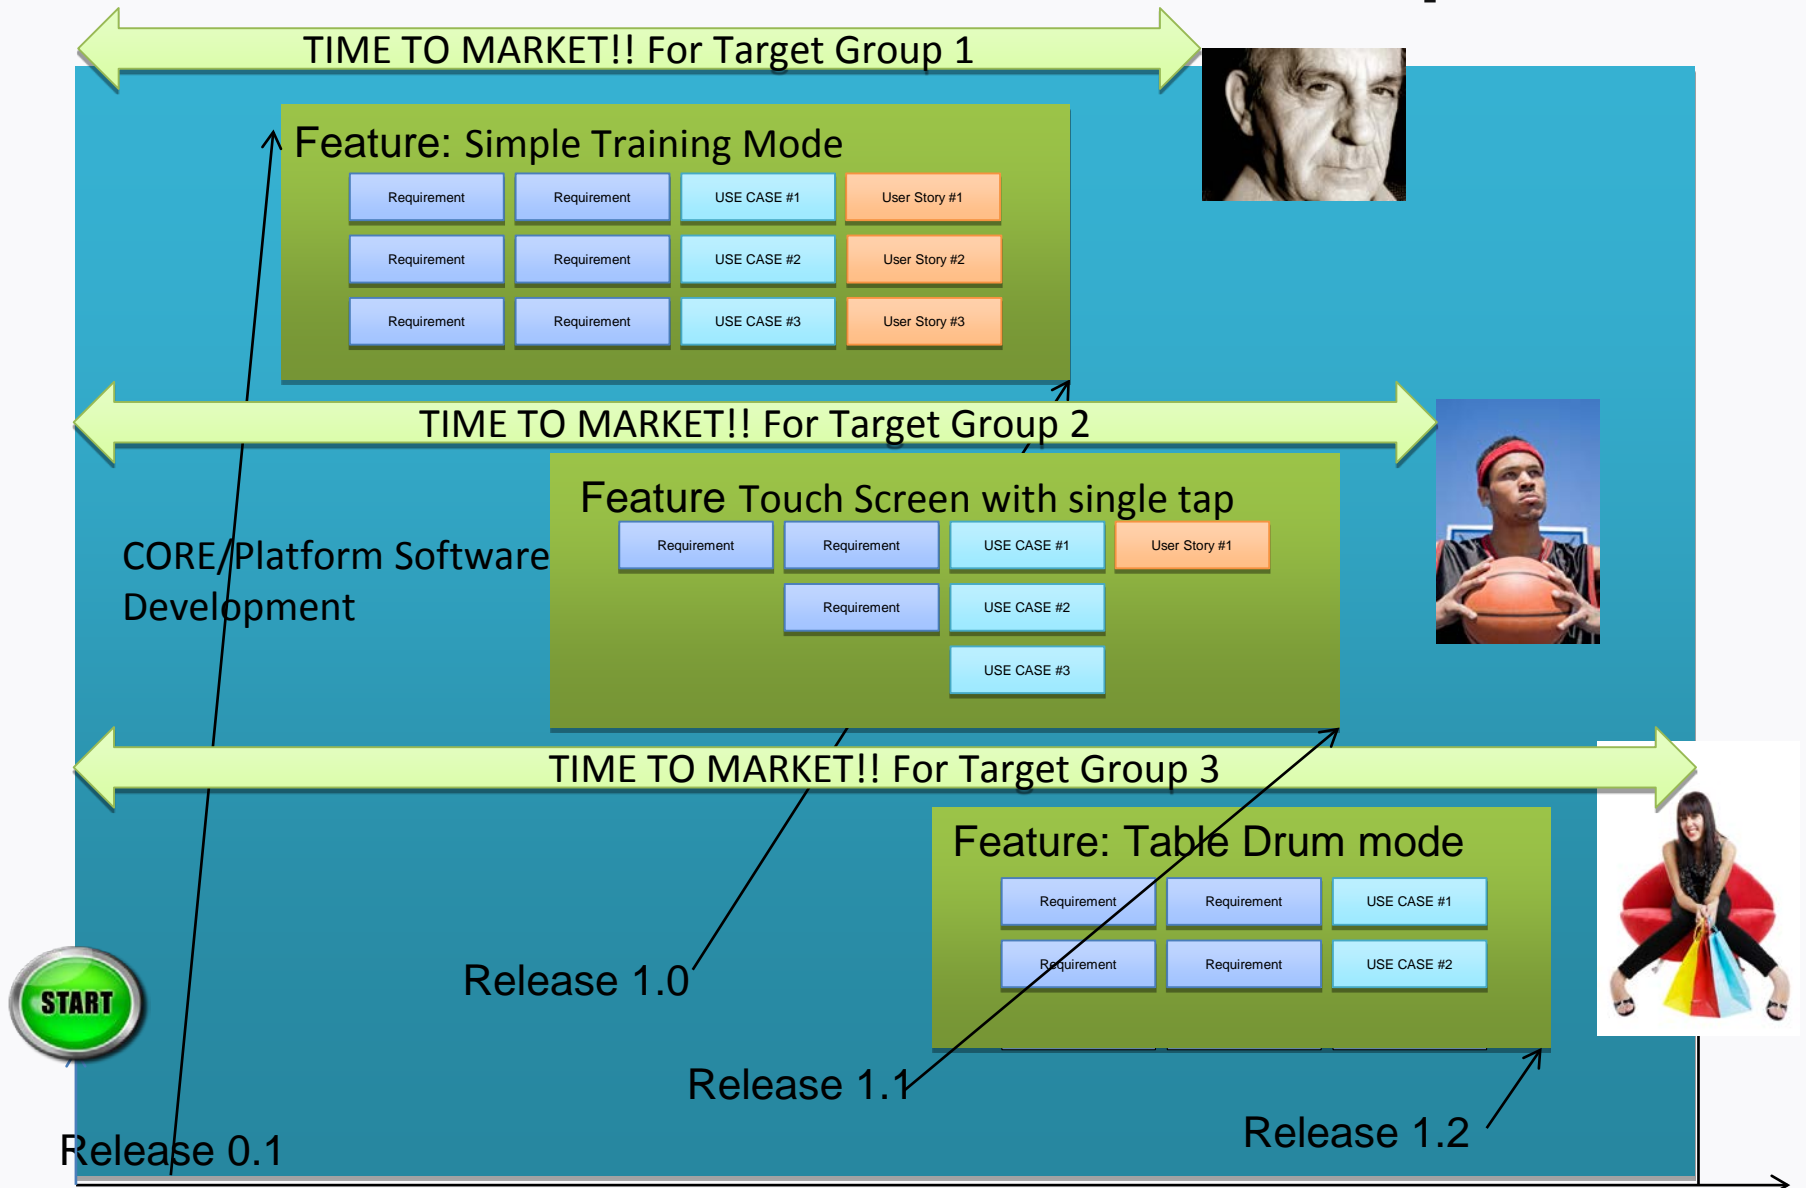 TIME TO MARKET!! For Target Group 1
Feature: Simple Training Mode
Requirement Requirement USE CASE #1 User Story #1
Requirement Requirement USE CASE #2 User Story #2
Requirement Requirement USE CASE #3 User Story #3
TIME TO MARKET!! For Target Group 2
Feature Touch Screen with single tap
Requirement Requirement USE CASE #1 User Story #1
Requirement USE CASE #2
USE CASE #3
CORE/Platform Software
Development
TIME TO MARKET!! For Target Group 3
Feature: Table Drum mode
Requirement Requirement USE CASE #1
Requirement Requirement USE CASE #2
START
Release 1.0
Release 1.1
Release 1.2
Release 0.1